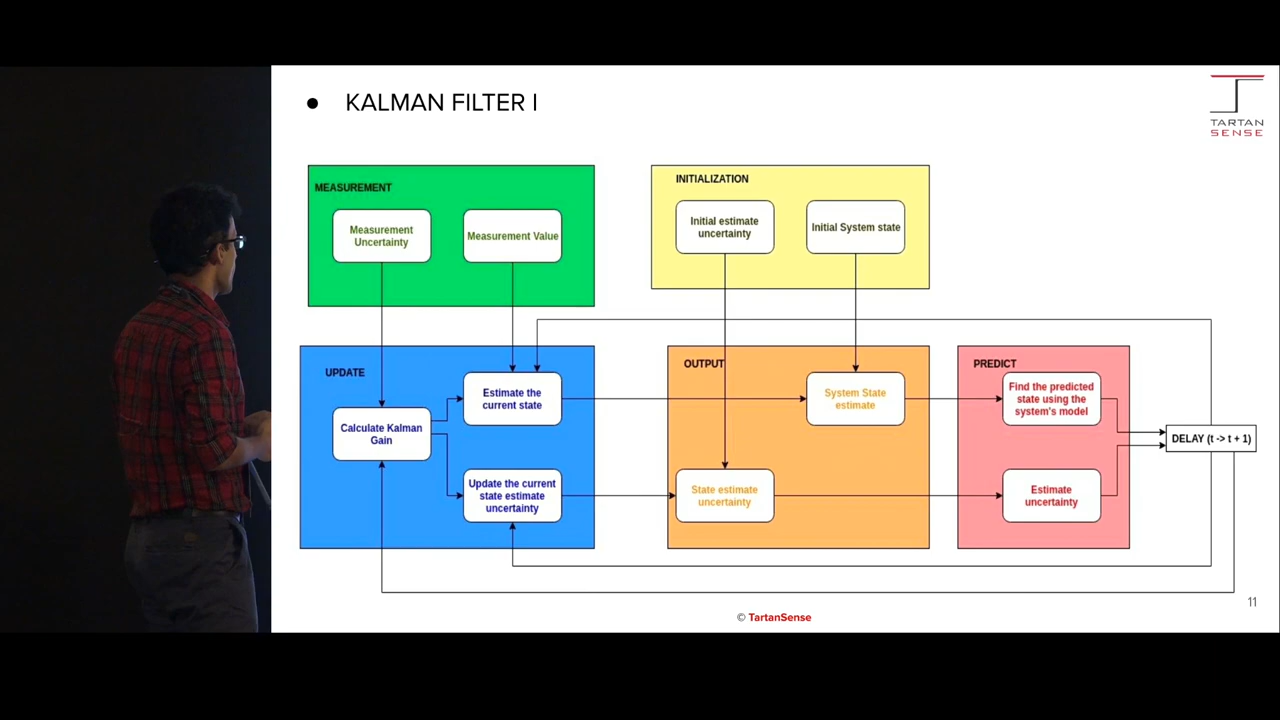 ● KALMAN FILTER I
TARTAN
SENSE
MEASUREMENT
Measurement
Uncertainty
Measurement Value
INITIALIZATION
Initial estimate
uncertainty
Initial System state
UPDATE
Calculate Kalman
Gain
Estimate the
current state
Update the current
state estimate
uncertainty
OUTPUT
System State
estimate
State estimate
uncertainty
PREDICT
Find the predicted
state using the
system's model
Estimate
uncertainty
DELAY (t -> t + 1)
11
© TartanSense